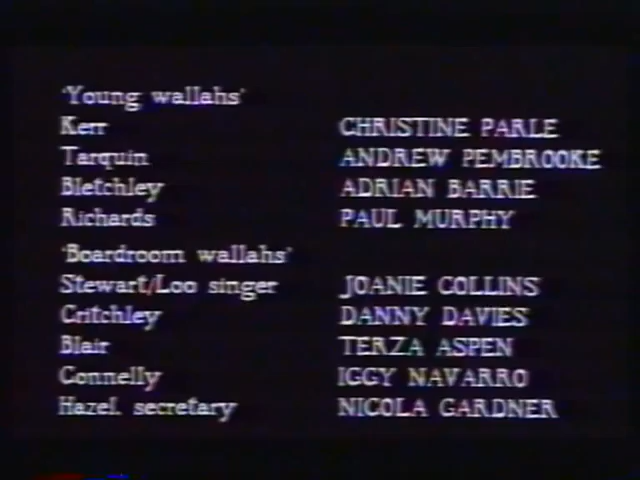 'Young wallahs'
Kerr CHRISTINE PARLE
Tarquin ANDREW PEMBROOKE
Bletchley ADRIAN BARRIE
Richards PAUL MURPHY
'Boardroom wallahs'
Stewart/Loo singer JOANIE COLLINS
Critchley DANNY DAVIES
Blair TERZA ASPEN
Connelly IGGY NAVARRO
Hazel. secretary NICOLA GARDNER